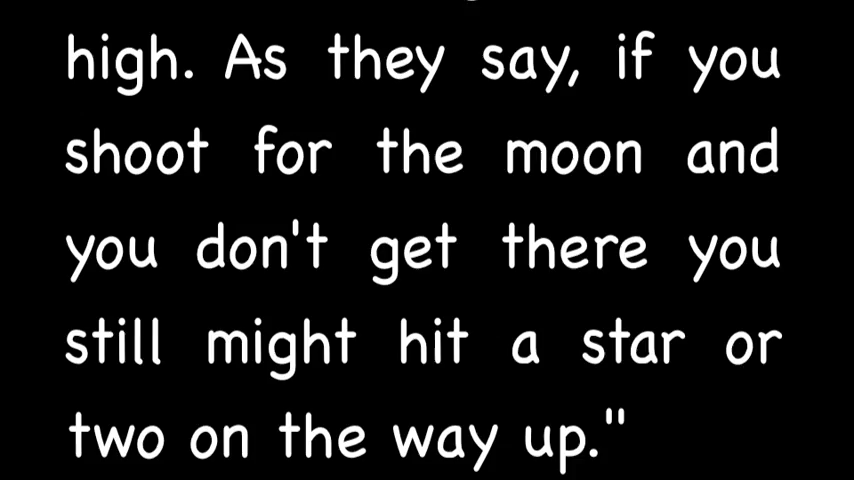 high. As they say, if you
shoot for the moon and
you don't get there you
still might hit a star or
two on the way up."